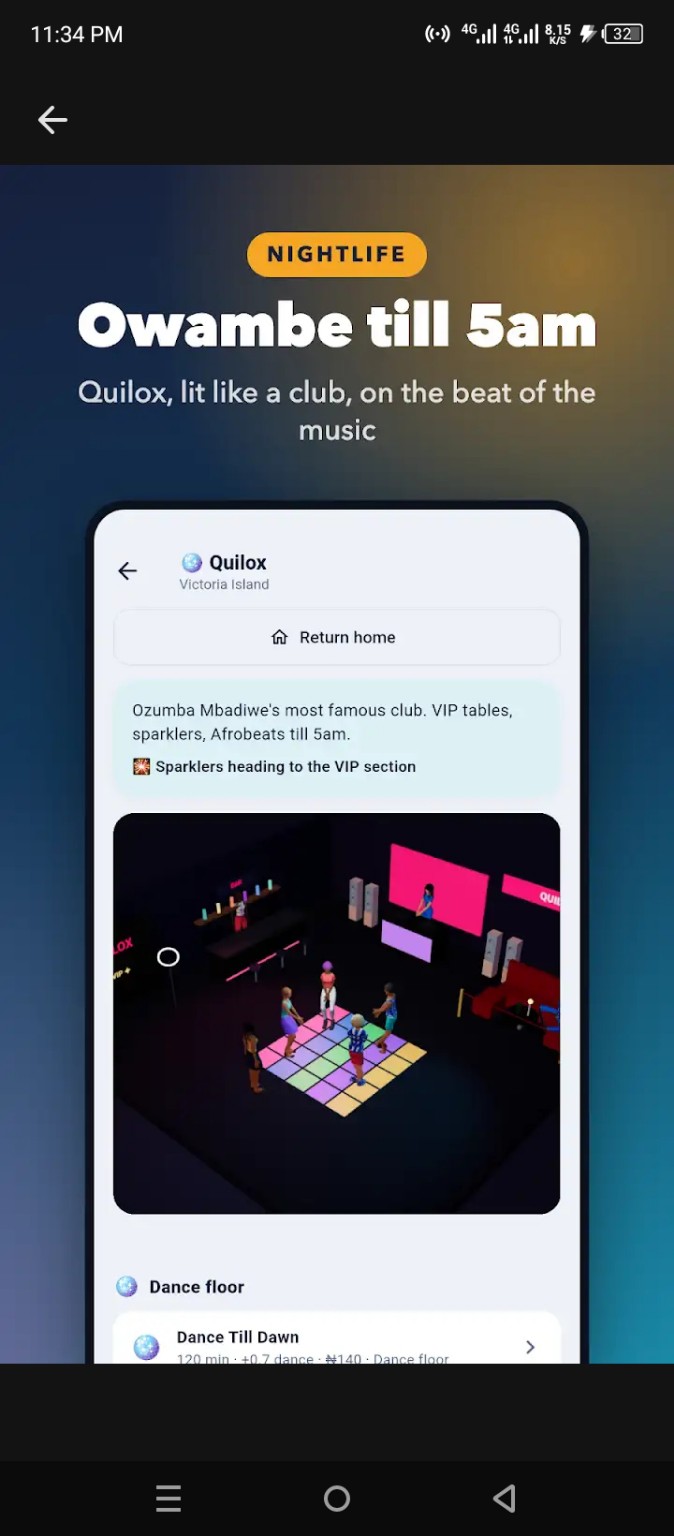 11:34 PM
4G 4G 8.15 K/S 32
NIGHTLIFE
Owambe till 5am
Quilox, lit like a club, on the beat of the
music
Quilox
Victoria Island
Return home
Ozumba Mbadiwe's most famous club. VIP tables,
sparklers, Afrobeats till 5am.
Sparklers heading to the VIP section
QUIL
LOX
VIP
Dance floor
Dance Till Dawn
120 min · +0.7 dance · ₦140 · Dance floor